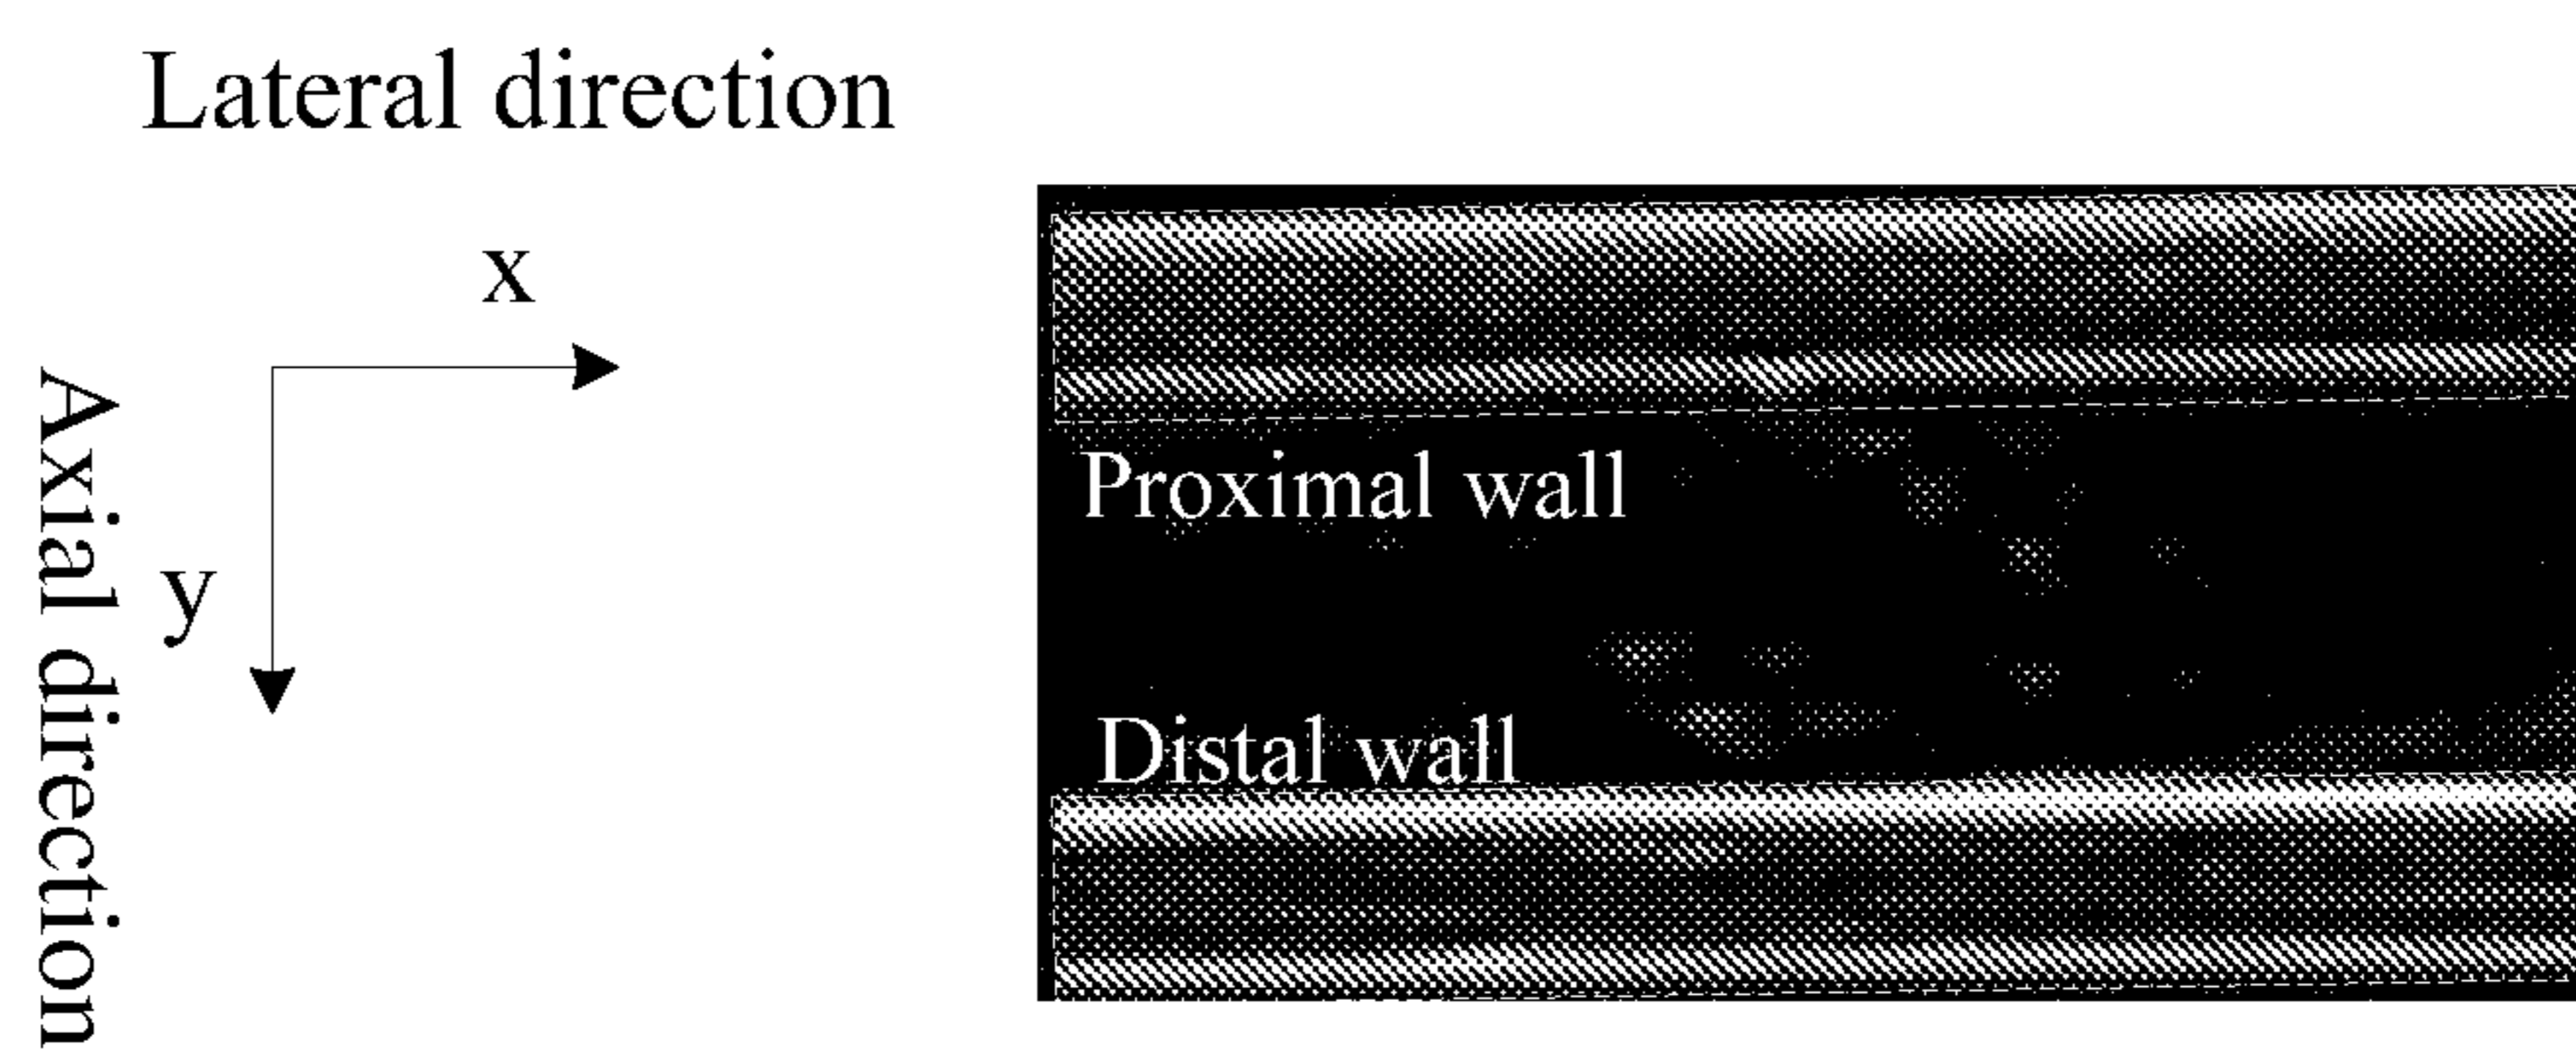 Lateral direction
x
Axial direction
y
Proximal wall
Distal wall